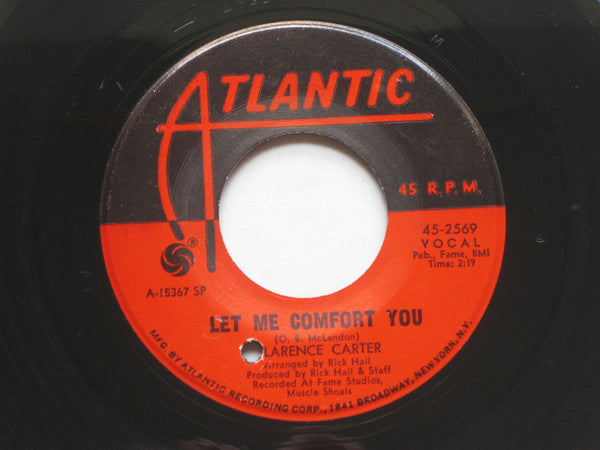 ATLANTIC
45 R.P.M.
45-2569
VOCAL
Pub., Fame, BMI
Time: 2:19
®
A-15367 SP
LET ME COMFORT YOU
(O. B. McLendon)
LARENCE CARTER
Arranged by Rick Hall
Produced by Rick Hall & Staff
Recorded At Fame Studios,
Muscle Shoals
MFG. BY ATLANTIC RECORDING CORP., 1841 BROADWAY, NEW YORK, N.Y.